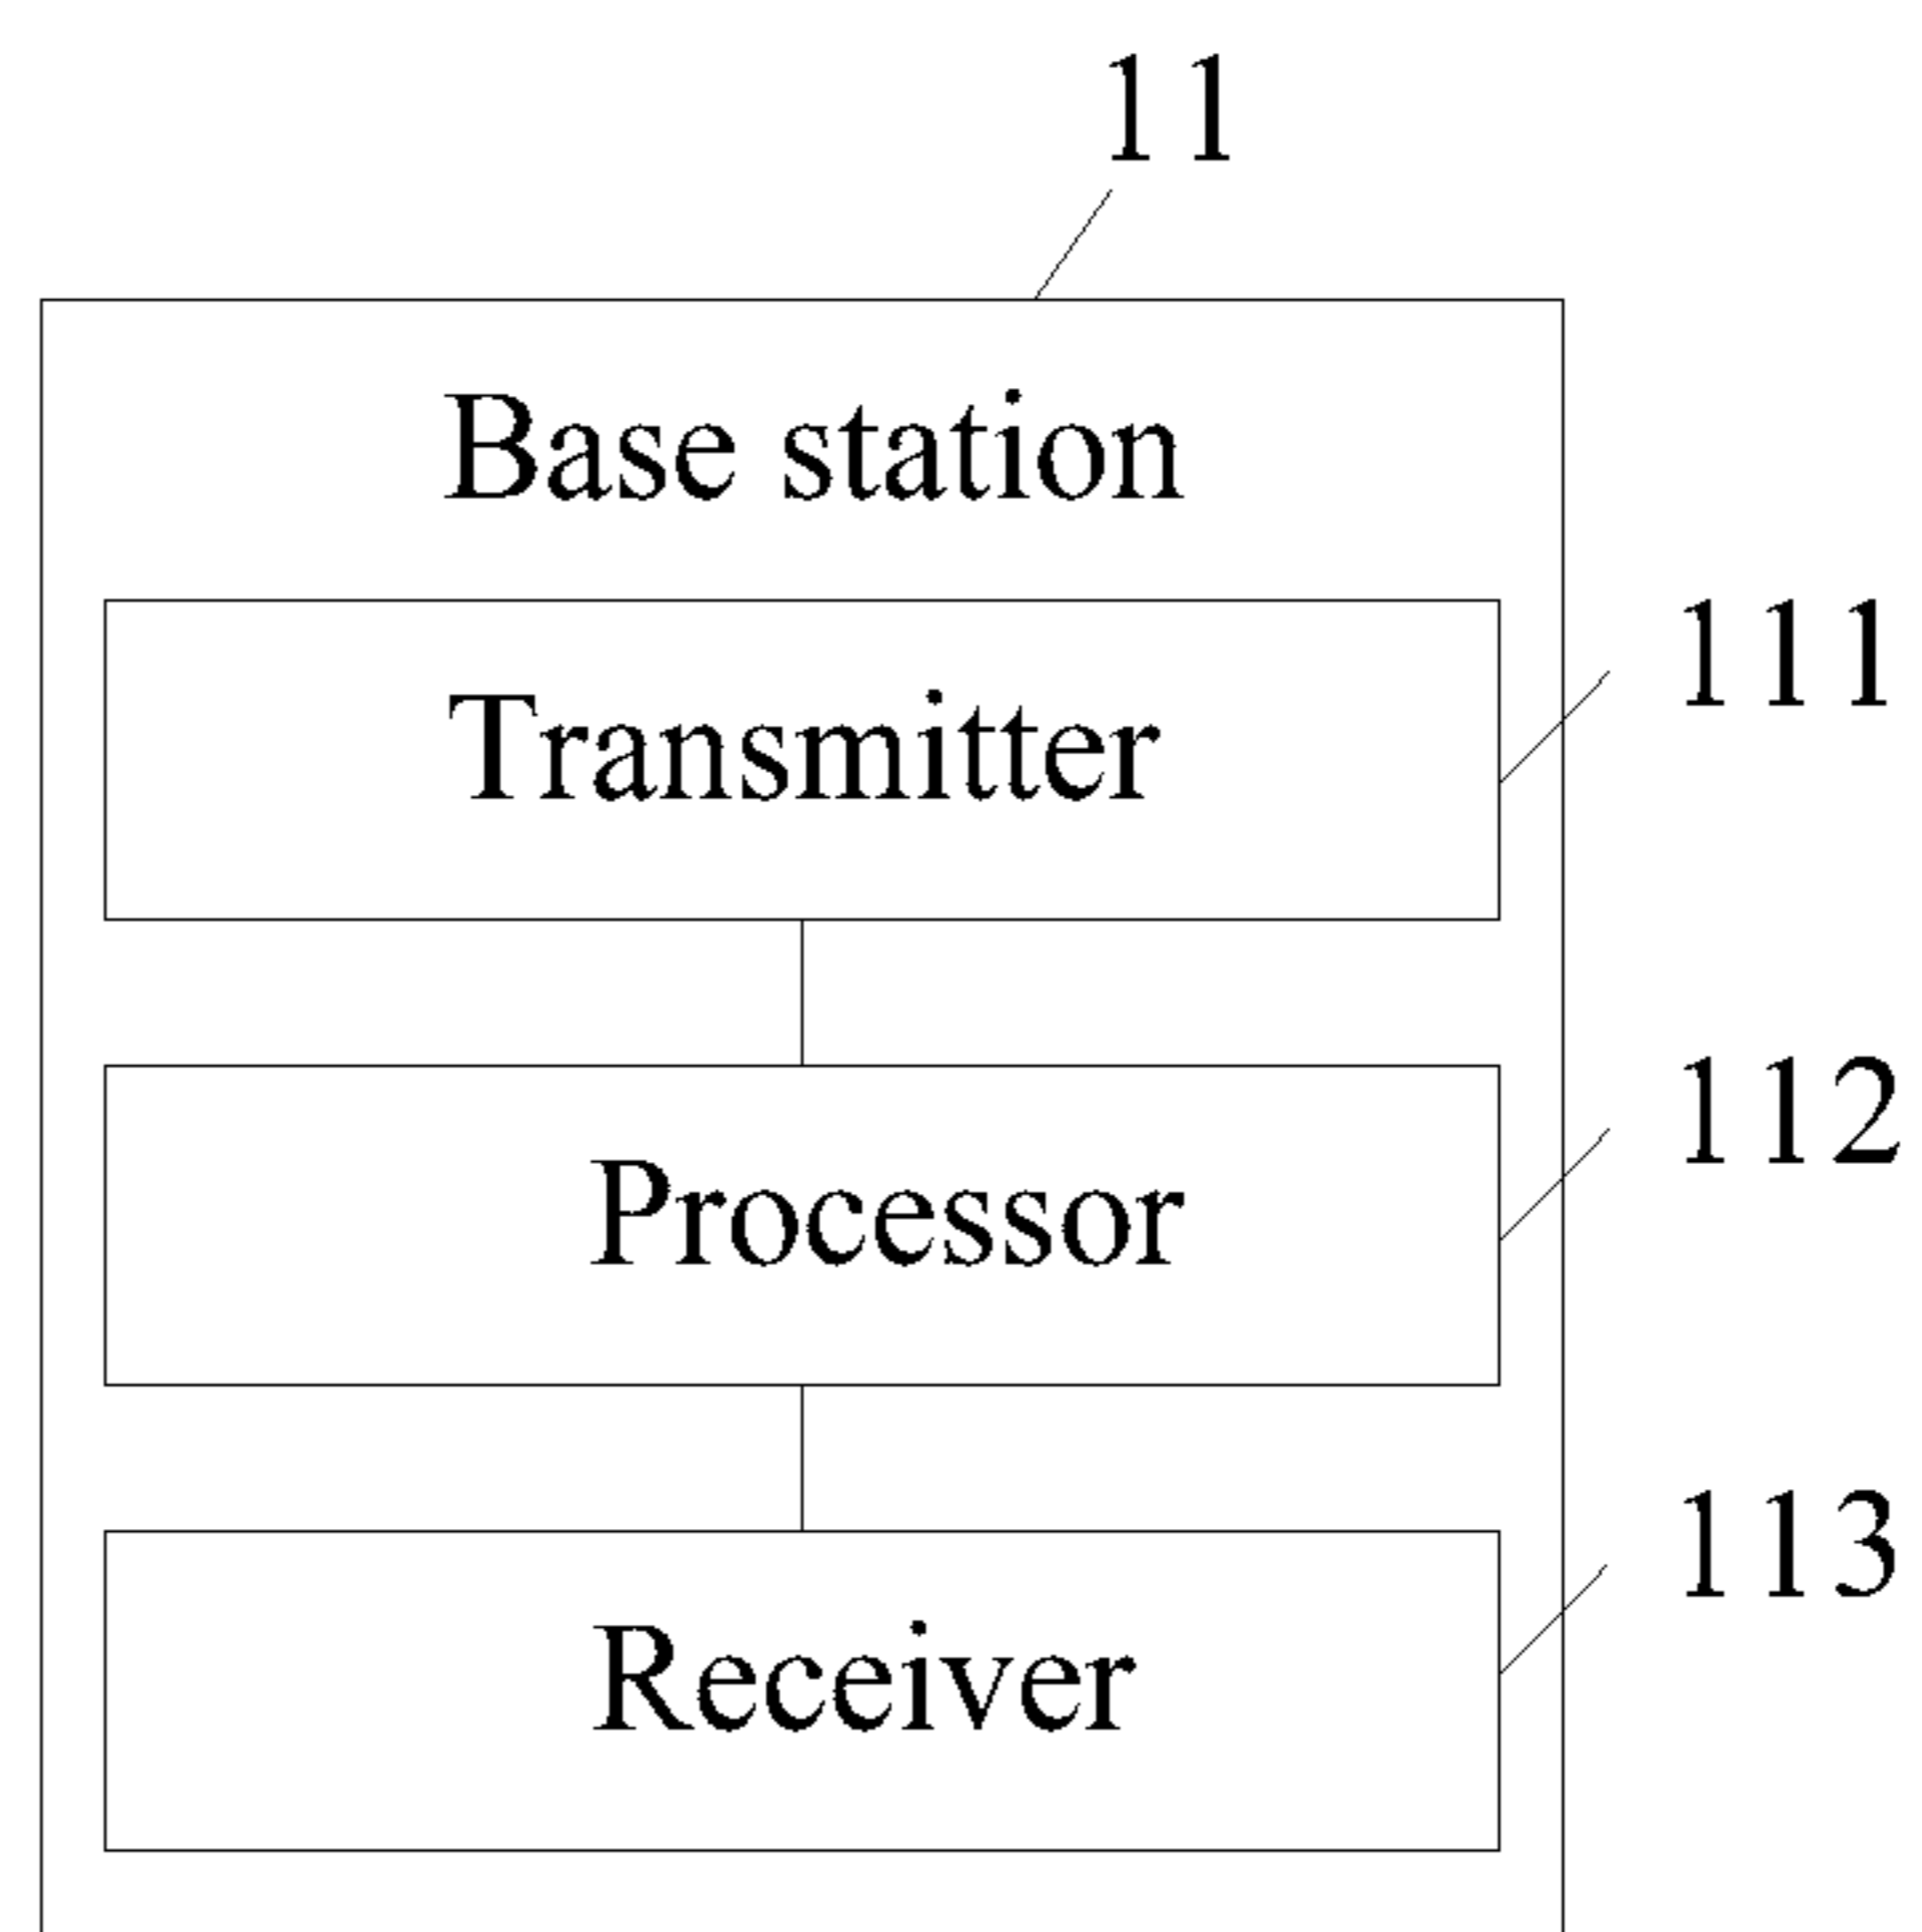 11
Base station
111
Transmitter
112
Processor
113
Receiver